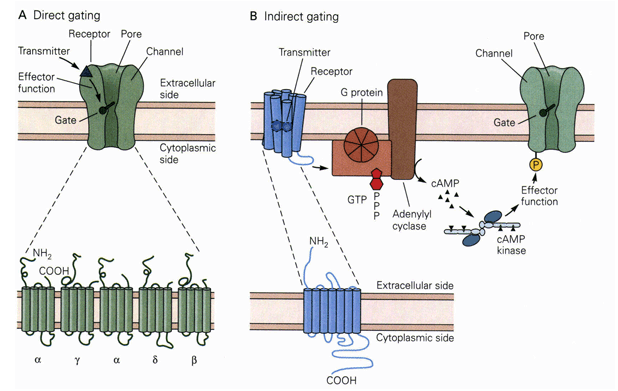 A Direct gating
Receptor
Pore
Transmitter
Channel
Effector
function
Extracellular
side
Gate
Cytoplasmic
side
NH2
COOH
α γ α δ β
B Indirect gating
Transmitter
Receptor
G protein
GTP
P
P
P
Adenylyl
cyclase
cAMP
cAMP
kinase
Pore
Channel
Gate
P
Effector
function
NH2
Extracellular side
Cytoplasmic side
COOH